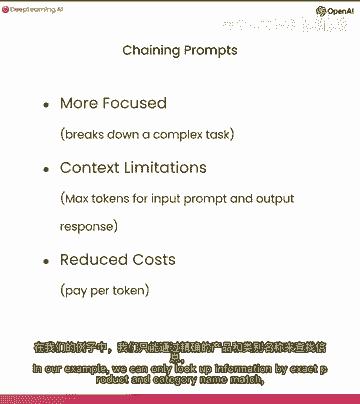 DeepLearning.AI
OpenAI
Chaining Prompts
• More Focused
(breaks down a complex task)
• Context Limitations
(Max tokens for input prompt and output
response)
• Reduced Costs
(pay per token)
在我们的例子中，我们只能通过精确的产品和类别名称来查找信
息，
In our example, we can only look up information by exact p
roduct and category name match,